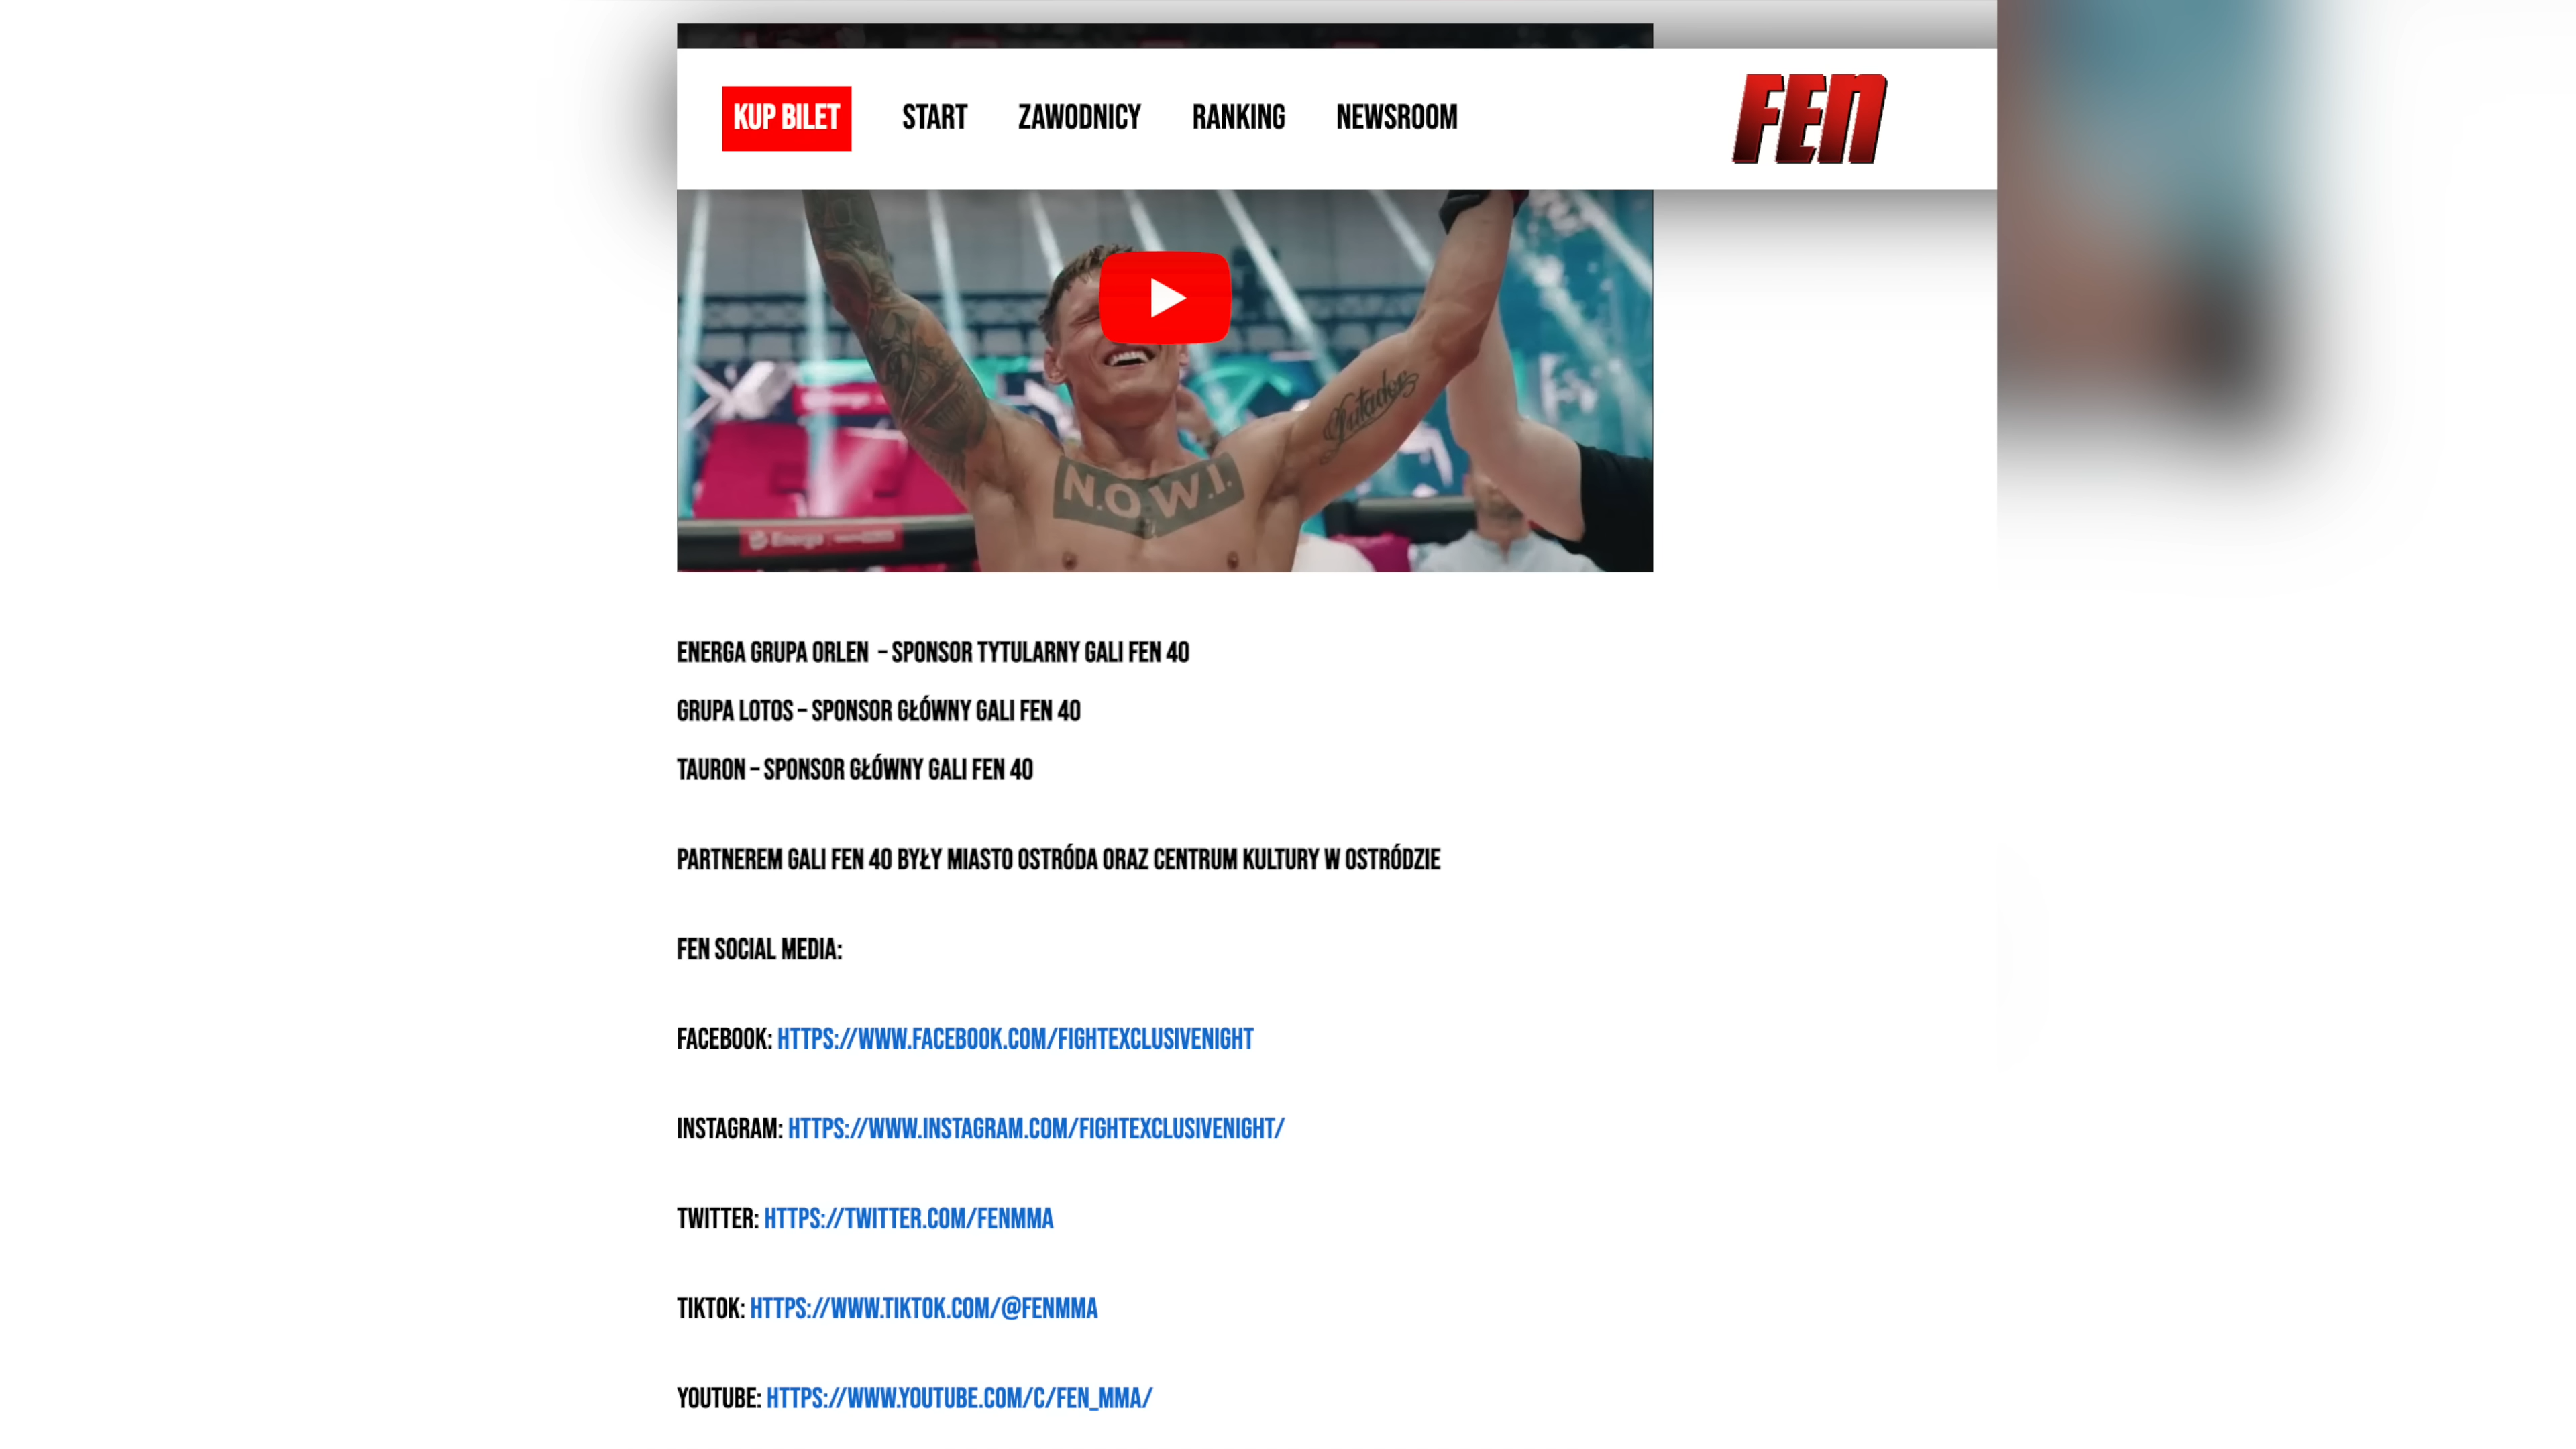 KUP BILET START ZAWODNICY RANKING NEWSROOM FEN
Lutador
N.O.W.I.
Energa
ENERGA GRUPA ORLEN – SPONSOR TYTULARNY GALI FEN 40
GRUPA LOTOS – SPONSOR GŁÓWNY GALI FEN 40
TAURON – SPONSOR GŁÓWNY GALI FEN 40
PARTNEREM GALI FEN 40 BYŁY MIASTO OSTRÓDA ORAZ CENTRUM KULTURY W OSTRÓDZIE
FEN SOCIAL MEDIA:
FACEBOOK: HTTPS://WWW.FACEBOOK.COM/FIGHTEXCLUSIVENIGHT
INSTAGRAM: HTTPS://WWW.INSTAGRAM.COM/FIGHTEXCLUSIVENIGHT/
TWITTER: HTTPS://TWITTER.COM/FENMMA
TIKTOK: HTTPS://WWW.TIKTOK.COM/@FENMMA
YOUTUBE: HTTPS://WWW.YOUTUBE.COM/C/FEN_MMA/